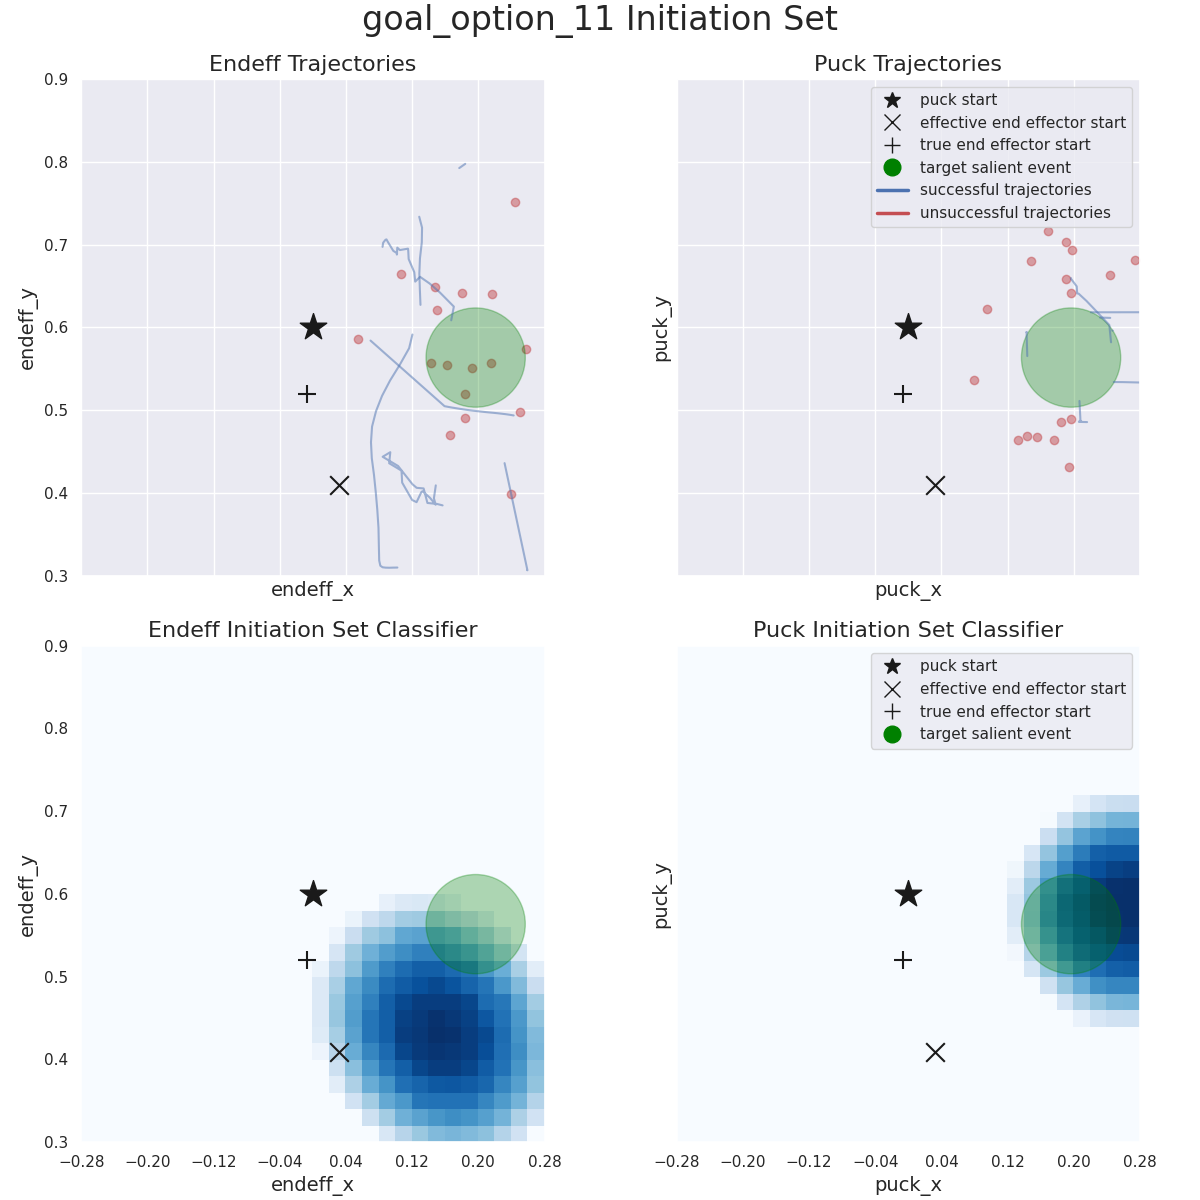 goal_option_11 Initiation Set
Endeff Trajectories
Puck Trajectories
0.9
0.8
0.7
0.6
0.5
0.4
0.3
endeff_y
endeff_x
puck_y
puck_x
puck start
effective end effector start
true end effector start
target salient event
successful trajectories
unsuccessful trajectories
Endeff Initiation Set Classifier
Puck Initiation Set Classifier
0.9
0.8
0.7
0.6
0.5
0.4
0.3
endeff_y
−0.28 −0.20 −0.12 −0.04 0.04 0.12 0.20 0.28
endeff_x
puck_y
puck start
effective end effector start
true end effector start
target salient event
−0.28 −0.20 −0.12 −0.04 0.04 0.12 0.20 0.28
puck_x